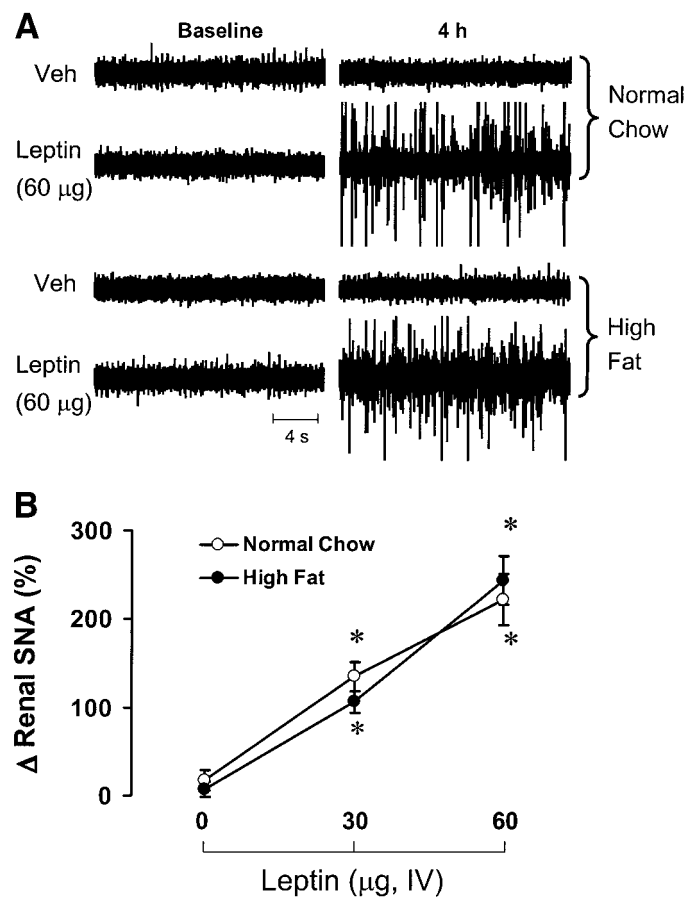 A
Baseline
4 h
Veh
Normal
Chow
Leptin
(60 µg)
Veh
High
Fat
Leptin
(60 µg)
4 s
B
Δ Renal SNA (%)
300
200
100
0
Normal Chow
High Fat
*
*
*
*
0
30
60
Leptin (µg, IV)